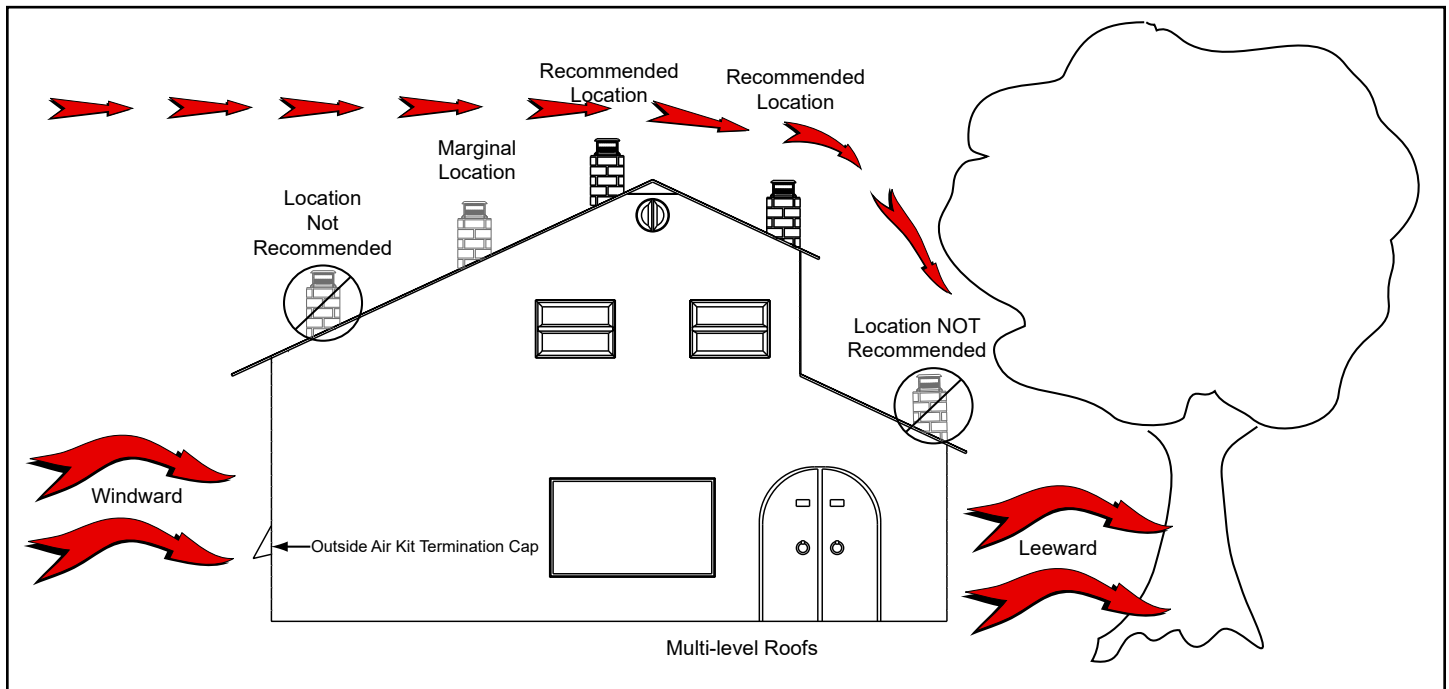 Recommended
Location
Recommended
Location
Marginal
Location
Location
Not
Recommended
Location NOT
Recommended
Windward
Outside Air Kit Termination Cap
Leeward
Multi-level Roofs